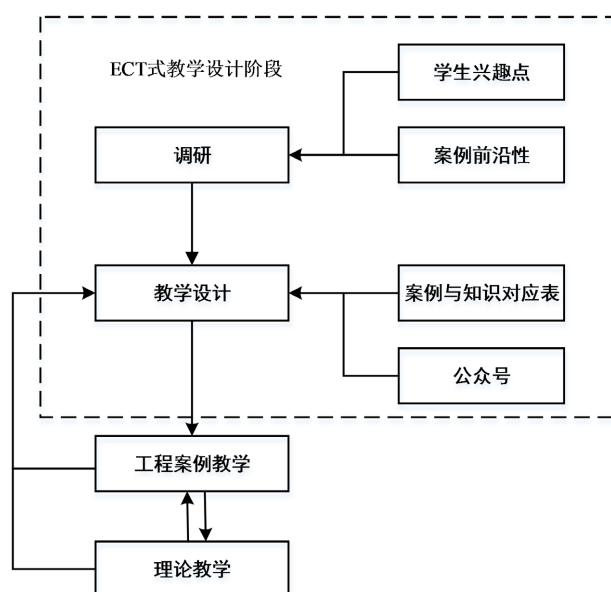 ECT式教学设计阶段
学生兴趣点
调研
案例前沿性
教学设计
案例与知识对应表
公众号
工程案例教学
理论教学